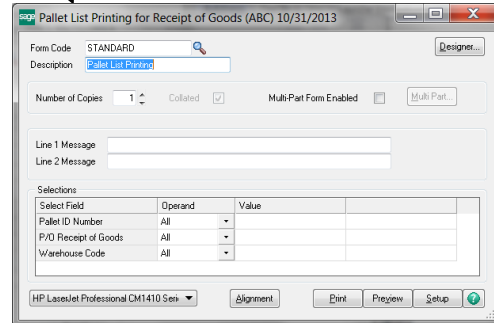 sage Pallet List Printing for Receipt of Goods (ABC) 10/31/2013
Form Code STANDARD Designer...
Description Pallet List Printing
Number of Copies 1 Collated Multi-Part Form Enabled Multi Part...
Line 1 Message
Line 2 Message
Selections
Select Field Operand Value
Pallet ID Number All
P/O Receipt of Goods All
Warehouse Code All
HP LaserJet Professional CM1410 Seri Alignment Print Preview Setup ?